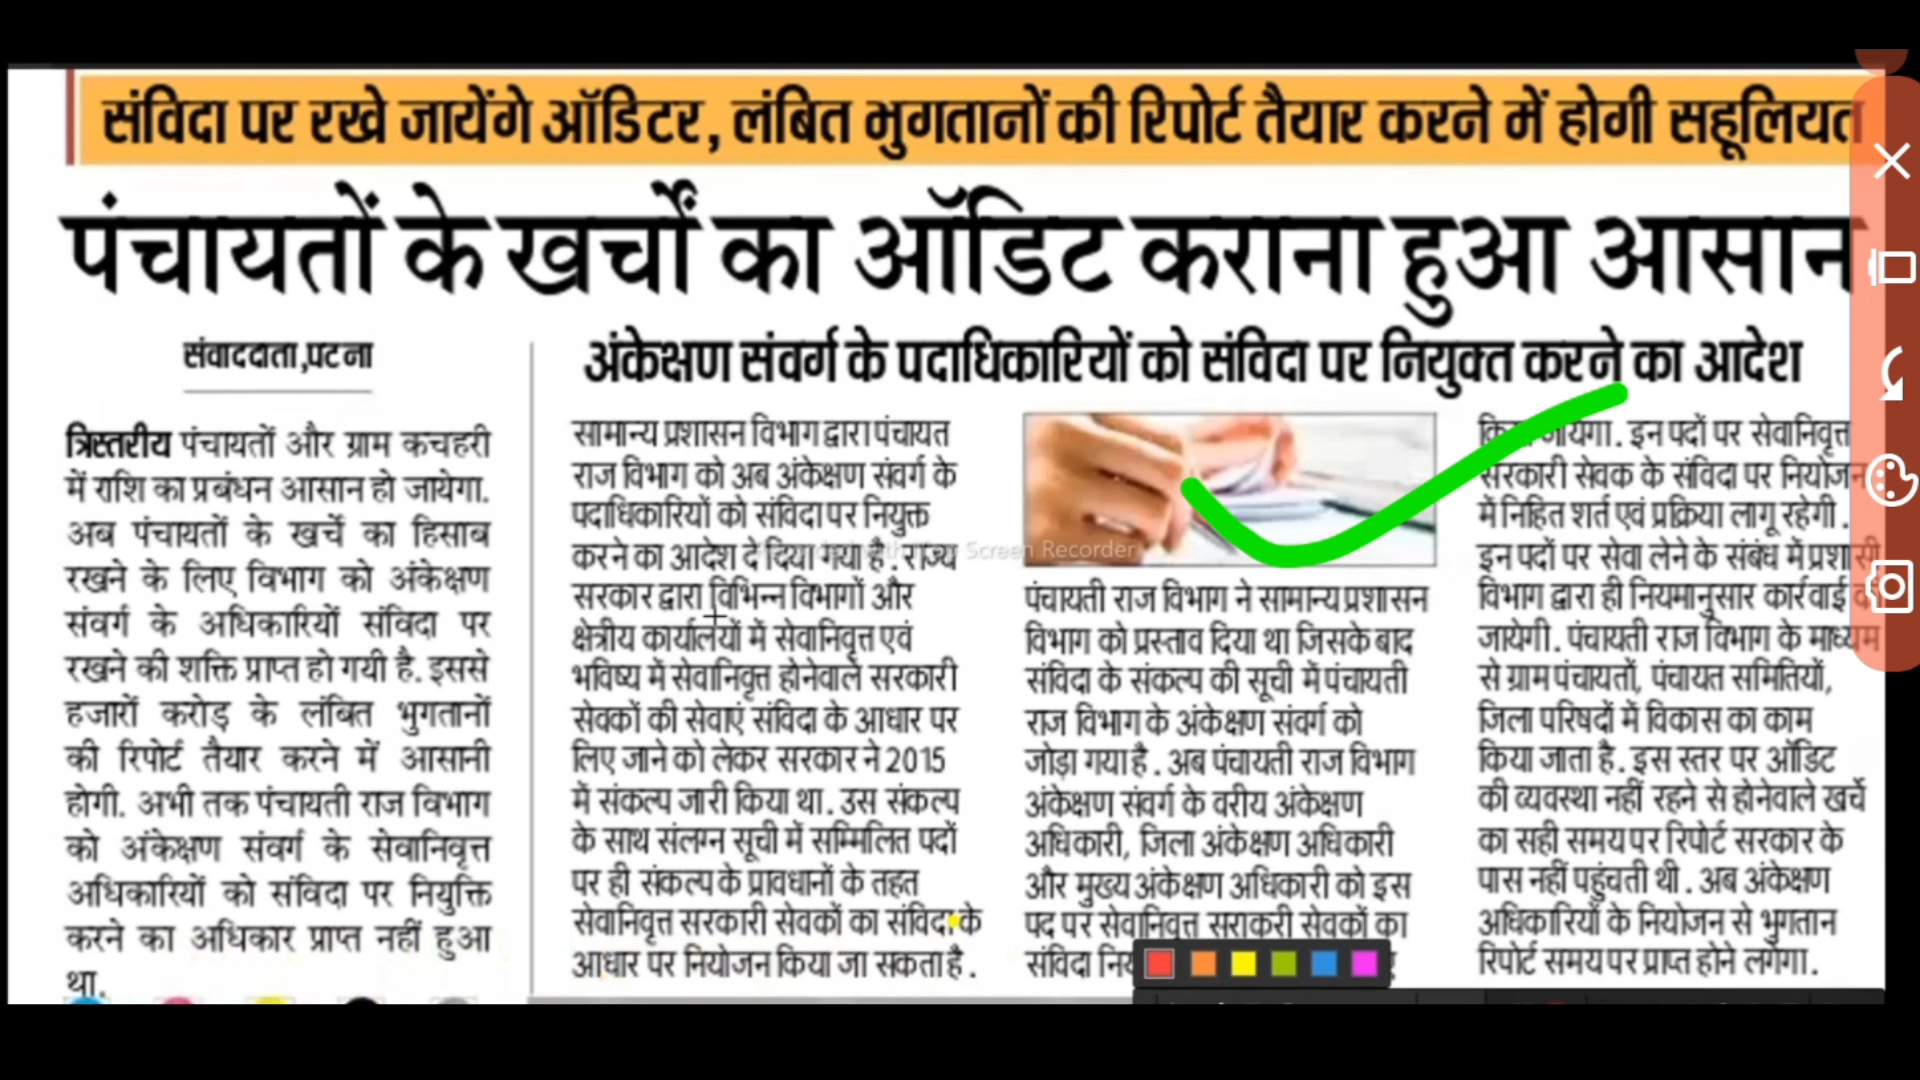 संविदा पर रखे जायेंगे ऑडिटर, लंबित भुगतानों की रिपोर्ट तैयार करने में होगी सहूलियत
पंचायतों के खर्चों का ऑडिट कराना हुआ आसान
संवाददाता,पटना
त्रिस्तरीय पंचायतों और ग्राम कचहरी
में राशि का प्रबंधन आसान हो जायेगा.
अब पंचायतों के खर्चे का हिसाब
रखने के लिए विभाग को अंकेक्षण
संवर्ग के अधिकारियों संविदा पर
रखने की शक्ति प्राप्त हो गयी है. इससे
हजारों करोड़ के लंबित भुगतानों
की रिपोर्ट तैयार करने में आसानी
होगी. अभी तक पंचायती राज विभाग
को अंकेक्षण संवर्ग के सेवानिवृत्त
अधिकारियों को संविदा पर नियुक्ति
करने का अधिकार प्राप्त नहीं हुआ
था.
अंकेक्षण संवर्ग के पदाधिकारियों को संविदा पर नियुक्त करने का आदेश
सामान्य प्रशासन विभाग द्वारा पंचायत
राज विभाग को अब अंकेक्षण संवर्ग के
पदाधिकारियों को संविदा पर नियुक्त
करने का आदेश दे दिया गया है. राज्य
सरकार द्वारा विभिन्न विभागों और
क्षेत्रीय कार्यालयों में सेवानिवृत्त एवं
भविष्य में सेवानिवृत्त होनेवाले सरकारी
सेवकों की सेवाएं संविदा के आधार पर
लिए जाने को लेकर सरकार ने 2015
में संकल्प जारी किया था. उस संकल्प
के साथ संलग्न सूची में सम्मिलित पदों
पर ही संकल्प के प्रावधानों के तहत
सेवानिवृत्त सरकारी सेवकों का संविदा के
आधार पर नियोजन किया जा सकता है.
Screen Recorder
पंचायती राज विभाग ने सामान्य प्रशासन
विभाग को प्रस्ताव दिया था जिसके बाद
संविदा के संकल्प की सूची में पंचायती
राज विभाग के अंकेक्षण संवर्ग को
जोड़ा गया है. अब पंचायती राज विभाग
अंकेक्षण संवर्ग के वरीय अंकेक्षण
अधिकारी, जिला अंकेक्षण अधिकारी
और मुख्य अंकेक्षण अधिकारी को इस
पद पर सेवानिवृत्त सराकरी सेवकों का
संविदा
जायेगा. इन पदों पर सेवानिवृत्त
सरकारी सेवक के संविदा पर नियोजन
में निहित शर्त एवं प्रक्रिया लागू रहेगी.
इन पदों पर सेवा लेने के संबंध में प्रशासी
विभाग द्वारा ही नियमानुसार कार्रवाई की
जायेगी. पंचायती राज विभाग के माध्यम
से ग्राम पंचायतों, पंचायत समितियों,
जिला परिषदों में विकास का काम
किया जाता है. इस स्तर पर ऑडिट
की व्यवस्था नहीं रहने से होनेवाले खर्चे
का सही समय पर रिपोर्ट सरकार के
पास नहीं पहुंचती थी. अब अंकेक्षण
अधिकारियों के नियोजन से भुगतान
रिपोर्ट समय पर प्राप्त होने लगेगा.